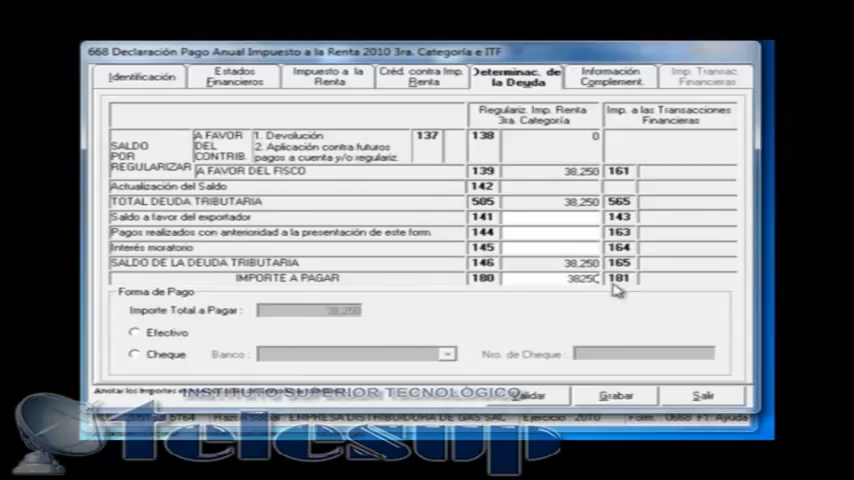 668 Declaración Pago Anual Impuesto a la Renta 2010 3ra. Categoría e ITF
Identificación
Estados Financieros
Impuesto a la Renta
Créd. contra Imp. Renta
Determinac. de la Deuda
Información Complement.
Imp. Transac. Financieras
Regulariz. Imp. Renta 3ra. Categoría
Imp. a las Transacciones Financieras
SALDO POR REGULARIZAR
A FAVOR DEL CONTRIB.
1. Devolución
2. Aplicación contra futuros pagos a cuenta y/o regulariz.
137
138 0
A FAVOR DEL FISCO 139 38,250 161
Actualización del Saldo 142
TOTAL DEUDA TRIBUTARIA 505 38,250 565
Saldo a favor del exportador 141 143
Pagos realizados con anterioridad a la presentación de este form. 144 163
Interés moratorio 145 164
SALDO DE LA DEUDA TRIBUTARIA 146 38,250 165
IMPORTE A PAGAR 180 38250 181
Forma de Pago
Importe Total a Pagar : 38,250
Efectivo
Cheque Banco : Nro. de Cheque :
Anotar los Importes
INSTITUTO SUPERIOR TECNOLÓGICO
Validar Grabar Salir
EMPRESA DISTRIBUIDORA DE GAS SAC Ejercicio : 2010 Form. : 0668 F1: Ayuda
telesup